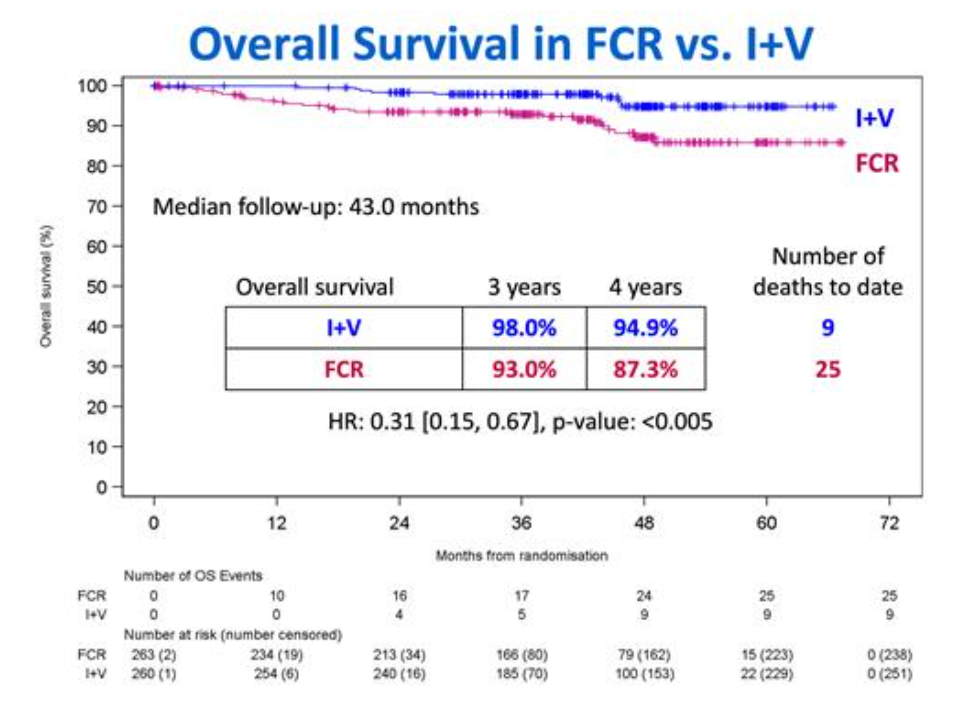 Overall Survival in FCR vs. I+V
100
90
80
70
60
50
40
30
20
10
0
Overall survival (%)
I+V
FCR
Median follow-up: 43.0 months
Overall survival 3 years 4 years Number of deaths to date
I+V 98.0% 94.9% 9
FCR 93.0% 87.3% 25
HR: 0.31 [0.15, 0.67], p-value: <0.005
0 12 24 36 48 60 72
Months from randomisation
Number of OS Events
FCR 0 10 16 17 24 25 25
I+V 0 0 4 5 9 9 9
Number at risk (number censored)
FCR 263 (2) 234 (19) 213 (34) 166 (80) 79 (162) 15 (223) 0 (238)
I+V 260 (1) 254 (6) 240 (16) 185 (70) 100 (153) 22 (229) 0 (251)